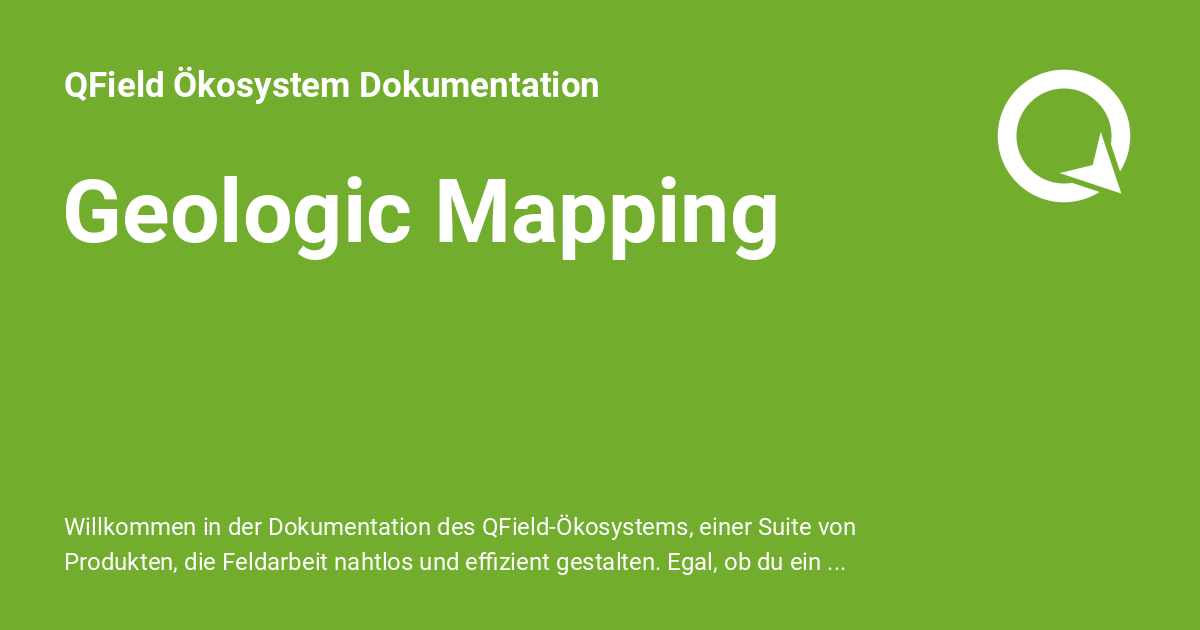 QField Ökosystem Dokumentation
Geologic Mapping
Willkommen in der Dokumentation des QField-Ökosystems, einer Suite von
Produkten, die Feldarbeit nahtlos und effizient gestalten. Egal, ob du ein ...